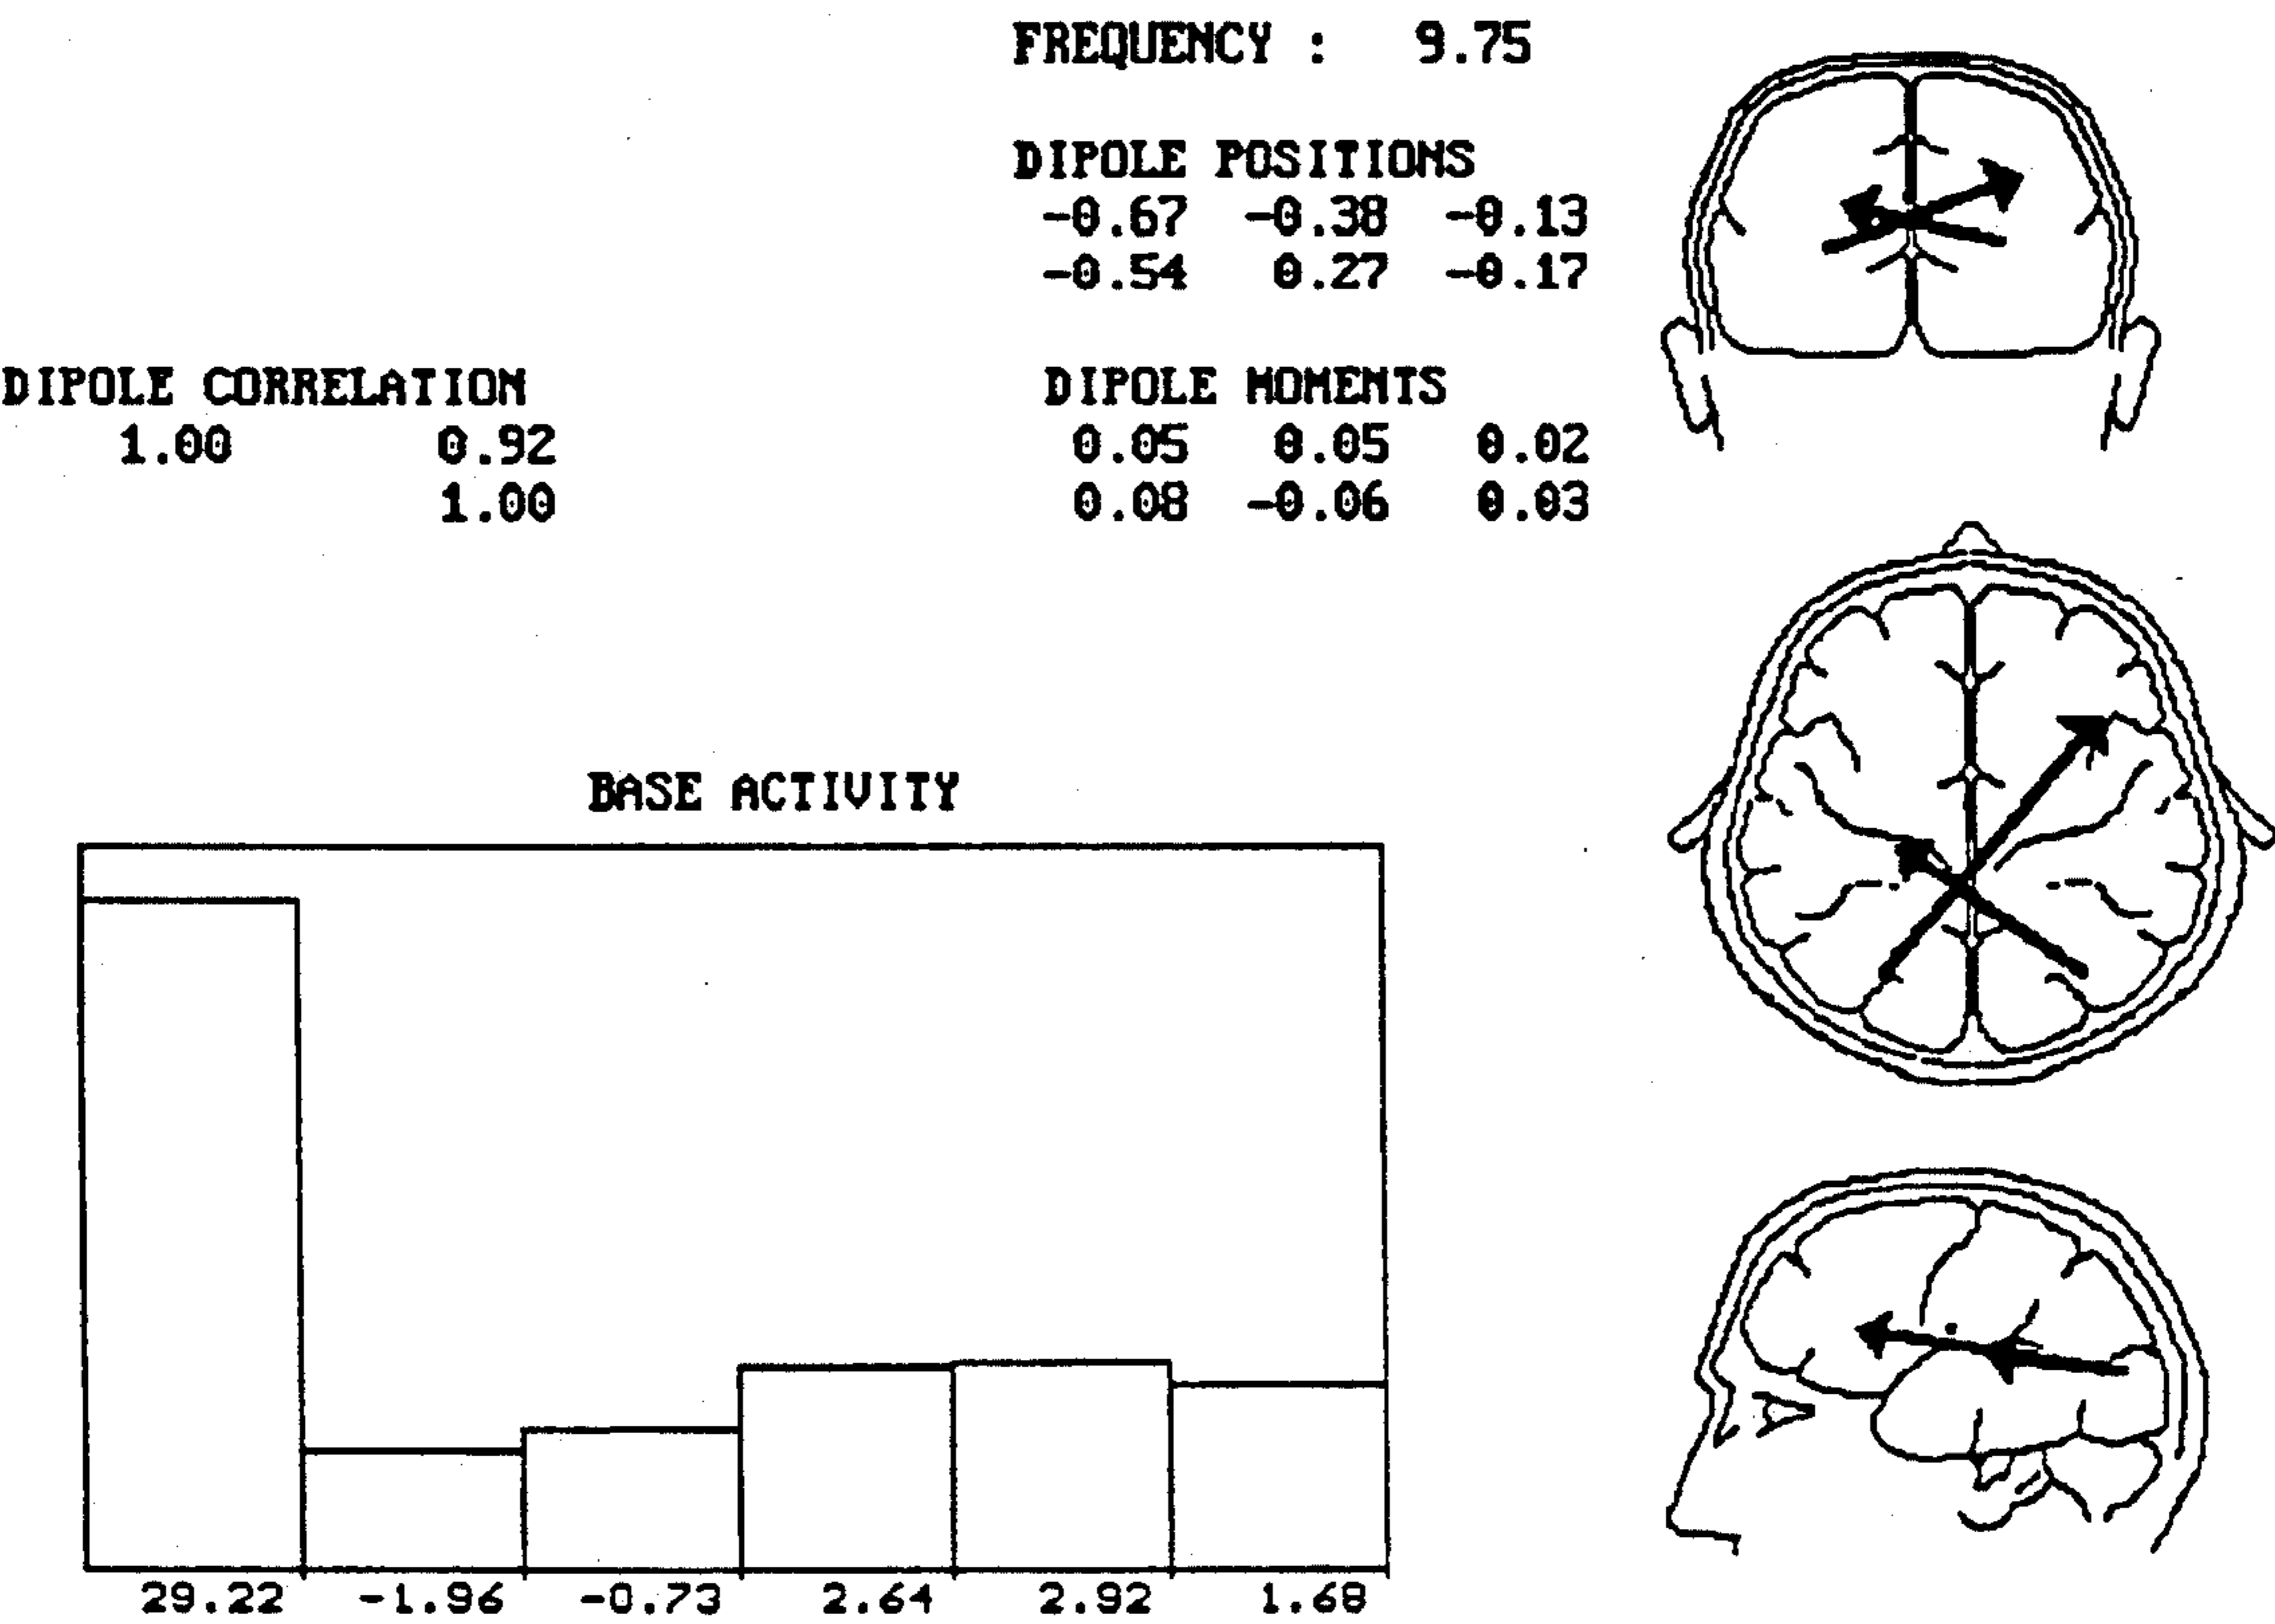 FREQUENCY : 9.75
DIPOLE POSITIONS
-0.67 -0.38 -0.13
-0.54 0.27 -0.17
DIPOLE CORRELATION
1.00 0.92
1.00
DIPOLE MOMENTS
0.05 0.05 0.02
0.08 -0.06 0.03
BASE ACTIVITY
29.22 -1.96 -0.73 2.64 2.92 1.68